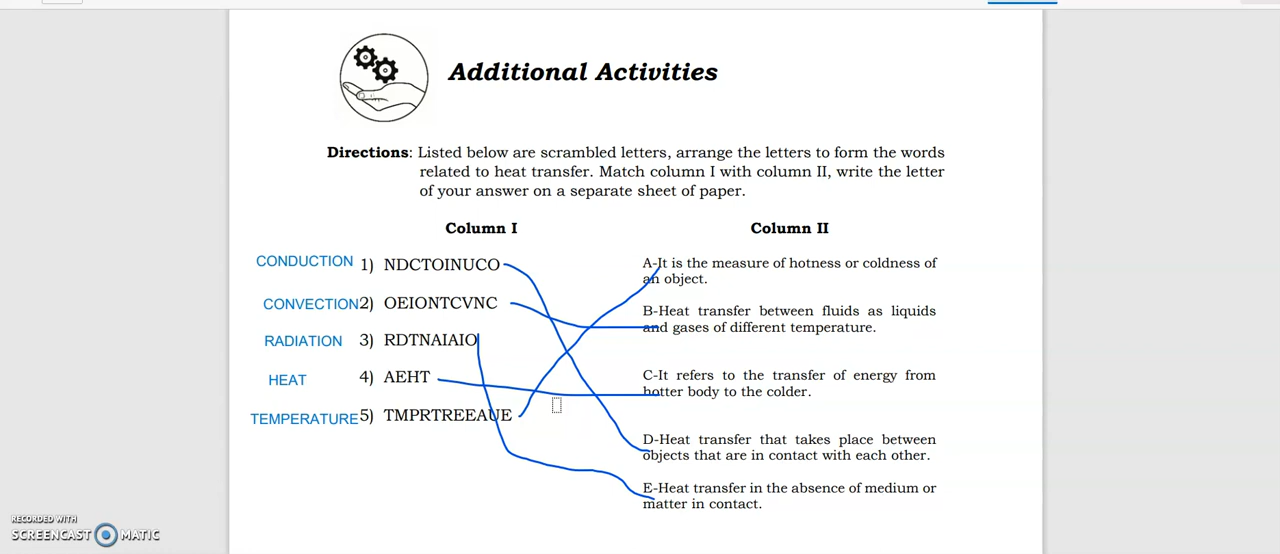 Additional Activities
Directions: Listed below are scrambled letters, arrange the letters to form the words
related to heat transfer. Match column I with column II, write the letter
of your answer on a separate sheet of paper.
Column I
Column II
CONDUCTION 1) NDCTOINUCO
CONVECTION 2) OEIONTCVNC
RADIATION 3) RDTNAIAIO
HEAT 4) AEHT
TEMPERATURE 5) TMPRTREEAUE
A-It is the measure of hotness or coldness of
an object.
B-Heat transfer between fluids as liquids
and gases of different temperature.
C-It refers to the transfer of energy from
hotter body to the colder.
D-Heat transfer that takes place between
objects that are in contact with each other.
E-Heat transfer in the absence of medium or
matter in contact.
RECORDED WITH
SCREENCAST MATIC